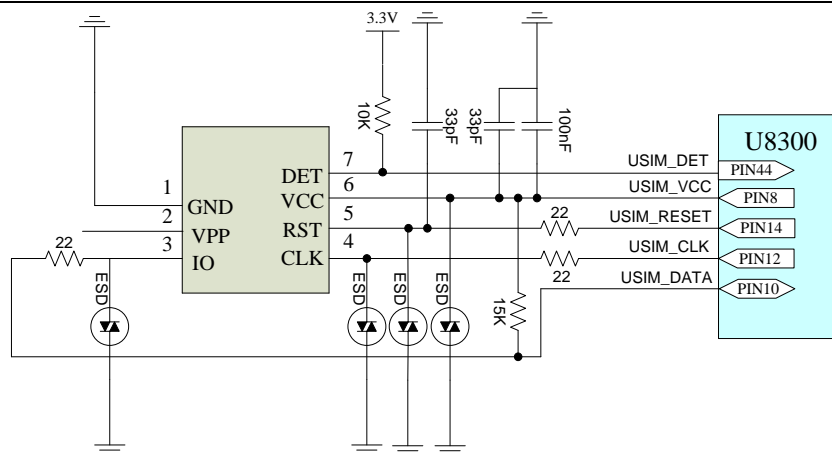 3.3V
10K
33pF
33pF
100nF
U8300
DET
7
USIM_DET
PIN44
1
GND
VCC
6
USIM_VCC
PIN8
2
VPP
RST
5
22
USIM_RESET
PIN14
22
3
IO
CLK
4
22
USIM_CLK
PIN12
USIM_DATA
PIN10
ESD
ESD
ESD
ESD
15K